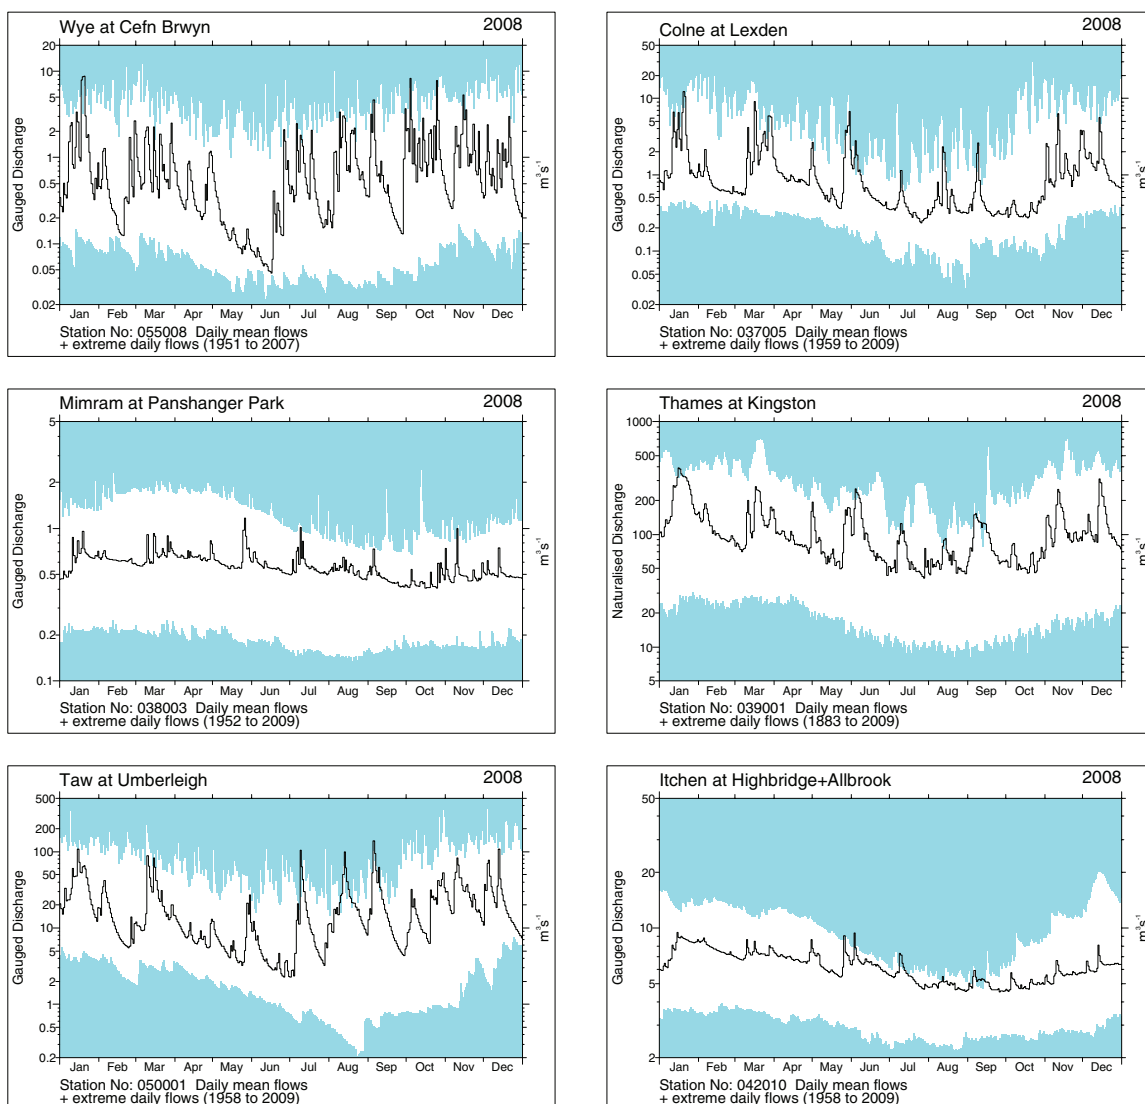 Wye at Cefn Brwyn 2008
Gauged Discharge
20
10
5
2
1
0.5
0.2
0.1
0.05
0.02
m³s⁻¹
Jan Feb Mar Apr May Jun Jul Aug Sep Oct Nov Dec
Station No: 055008 Daily mean flows
+ extreme daily flows (1951 to 2007)
Colne at Lexden 2008
Gauged Discharge
50
20
10
5
2
1
0.5
0.2
0.1
0.05
0.02
m³s⁻¹
Jan Feb Mar Apr May Jun Jul Aug Sep Oct Nov Dec
Station No: 037005 Daily mean flows
+ extreme daily flows (1959 to 2009)
Mimram at Panshanger Park 2008
Gauged Discharge
5
2
1
0.5
0.2
0.1
m³s⁻¹
Jan Feb Mar Apr May Jun Jul Aug Sep Oct Nov Dec
Station No: 038003 Daily mean flows
+ extreme daily flows (1952 to 2009)
Thames at Kingston 2008
Naturalised Discharge
1000
500
200
100
50
20
10
5
m³s⁻¹
Jan Feb Mar Apr May Jun Jul Aug Sep Oct Nov Dec
Station No: 039001 Daily mean flows
+ extreme daily flows (1883 to 2009)
Taw at Umberleigh 2008
Gauged Discharge
500
200
100
50
20
10
5
2
1
0.5
0.2
m³s⁻¹
Jan Feb Mar Apr May Jun Jul Aug Sep Oct Nov Dec
Station No: 050001 Daily mean flows
+ extreme daily flows (1958 to 2009)
Itchen at Highbridge+Allbrook 2008
Gauged Discharge
50
20
10
5
2
m³s⁻¹
Jan Feb Mar Apr May Jun Jul Aug Sep Oct Nov Dec
Station No: 042010 Daily mean flows
+ extreme daily flows (1958 to 2009)